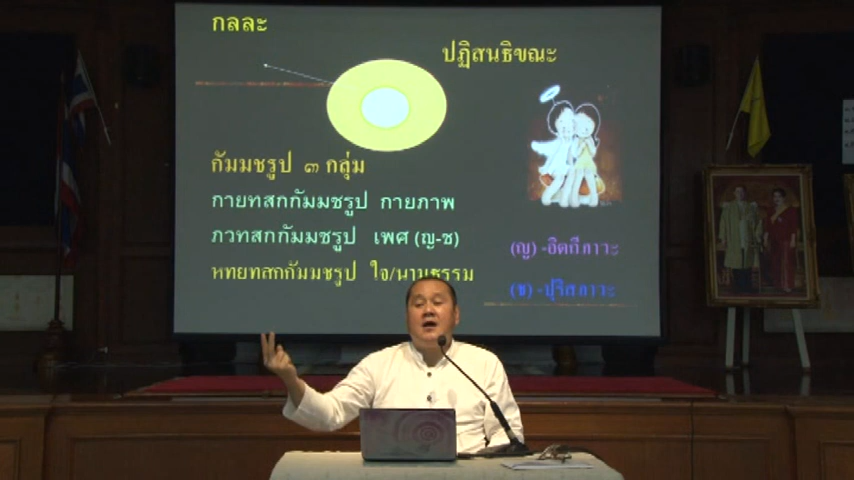 กลละ
ปฏิสนธิขณะ
กัมมชรูป ๓ กลุ่ม
กายทสกกัมมชรูป กายภาพ
ภวทสกกัมมชรูป เพศ (ญ-ช)
หทยทสกกัมมชรูป ใจ/นามธรรม
(ญ) -อิตถีภาวะ
(ช) -ปุริสภาวะ